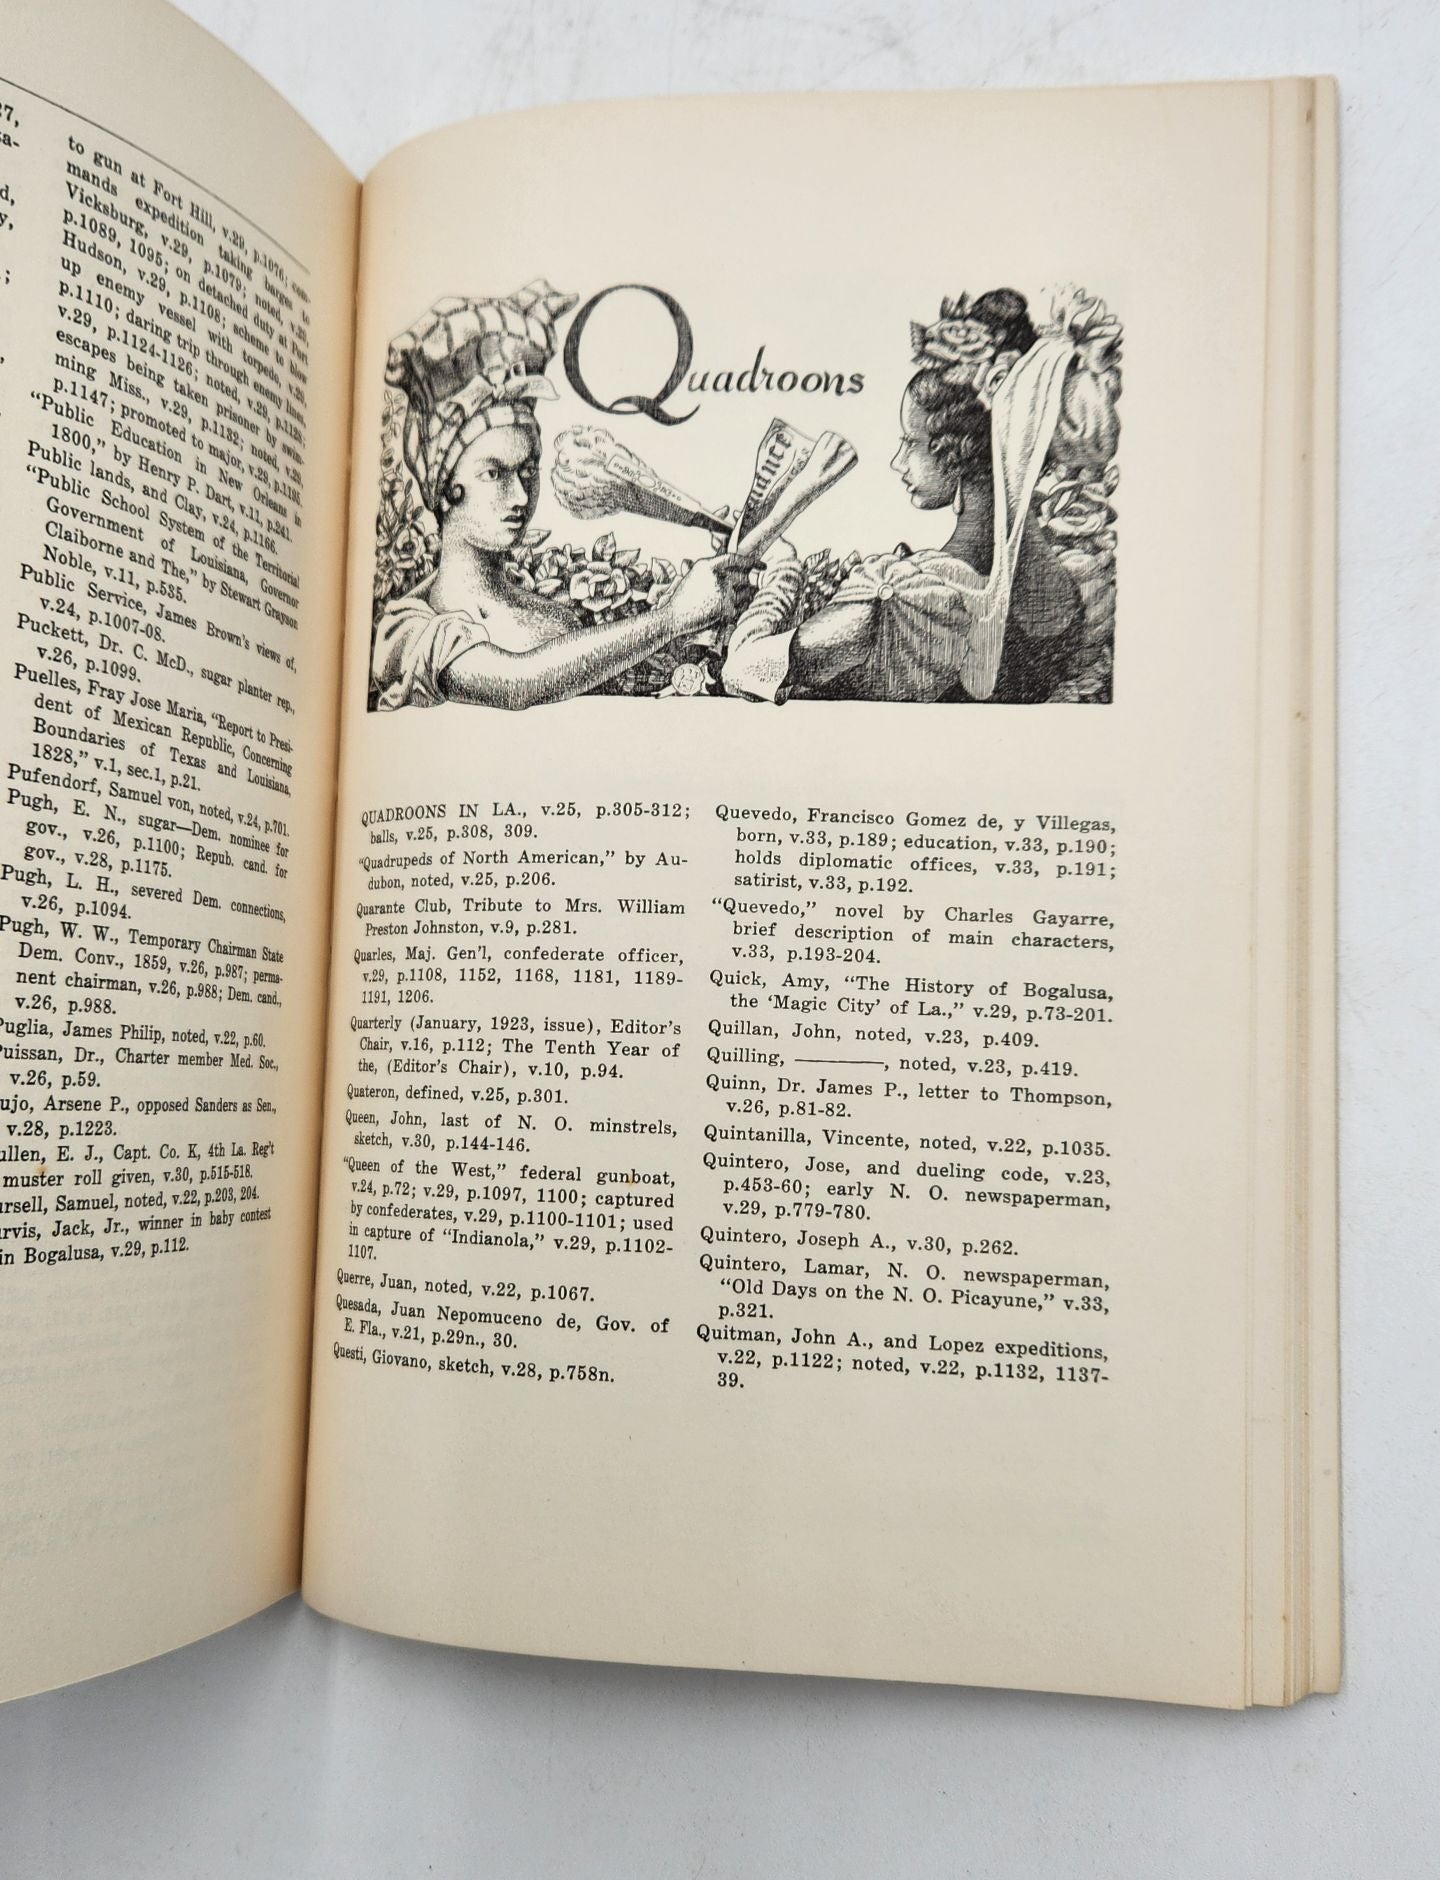 37,
to gun at Fort Hill, v.29, p.1076; com-
mands expedition taking barges to
Vicksburg, v.29, p.1079; noted, v.29,
p.1089, 1095; on detached duty at Port
Hudson, v.29, p.1108; scheme to blow
up enemy vessel with torpedo, v.29,
p.1110; daring trip through enemy lines,
v.29, p.1124-1126; noted, v.29, p.1128;
escapes being taken prisoner by swim-
ming Miss., v.29, p.1132; noted, v.29,
p.1147; promoted to major, v.29, p.1195.
"Public Education in New Orleans in
1800," by Henry P. Dart, v.11, p.241.
Public lands, and Clay, v.24, p.1166.
"Public School System of the Territorial
Government of Louisiana, Governor
Claiborne and The," by Stewart Grayson
Noble, v.11, p.535.
Public Service, James Brown's views of,
v.24, p.1007-08.
Puckett, Dr. C. McD., sugar planter rep.,
v.26, p.1099.
Puelles, Fray Jose Maria, "Report to Presi-
dent of Mexican Republic, Concerning
Boundaries of Texas and Louisiana,
1828," v.1, sec.1, p.21.
Pufendorf, Samuel von, noted, v.24, p.701.
Pugh, E. N., sugar—Dem. nominee for
gov., v.26, p.1100; Repub. cand. for
gov., v.28, p.1175.
Pugh, L. H., severed Dem. connections,
v.26, p.1094.
Pugh, W. W., Temporary Chairman State
Dem. Conv., 1859, v.26, p.987; perma-
nent chairman, v.26, p.988; Dem. cand.,
v.26, p.988.
Puglia, James Philip, noted, v.22, p.60.
Puissan, Dr., Charter member Med. Soc.,
v.26, p.59.
ujo, Arsene P., opposed Sanders as Sen.,
v.28, p.1223.
ullen, E. J., Capt. Co. K, 4th La. Reg't
muster roll given, v.30, p.515-518.
ursell, Samuel, noted, v.22, p.203, 204.
urvis, Jack, Jr., winner in baby contest
in Bogalusa, v.29, p.112.
Quadroons
QUADROONS IN LA., v.25, p.305-312;
balls, v.25, p.308, 309.
"Quadrupeds of North American," by Au-
dubon, noted, v.25, p.206.
Quarante Club, Tribute to Mrs. William
Preston Johnston, v.9, p.281.
Quarles, Maj. Gen'l, confederate officer,
v.29, p.1108, 1152, 1168, 1181, 1189-
1191, 1206.
Quarterly (January, 1923, issue), Editor's
Chair, v.16, p.112; The Tenth Year of
the, (Editor's Chair), v.10, p.94.
Quateron, defined, v.25, p.301.
Queen, John, last of N. O. minstrels,
sketch, v.30, p.144-146.
"Queen of the West," federal gunboat,
v.24, p.72; v.29, p.1097, 1100; captured
by confederates, v.29, p.1100-1101; used
in capture of "Indianola," v.29, p.1102-
1107.
Querre, Juan, noted, v.22, p.1067.
Quesada, Juan Nepomuceno de, Gov. of
E. Fla., v.21, p.29n., 30.
Questi, Giovano, sketch, v.28, p.758n.
Quevedo, Francisco Gomez de, y Villegas,
born, v.33, p.189; education, v.33, p.190;
holds diplomatic offices, v.33, p.191;
satirist, v.33, p.192.
"Quevedo," novel by Charles Gayarre,
brief description of main characters,
v.33, p.193-204.
Quick, Amy, "The History of Bogalusa,
the 'Magic City' of La.," v.29, p.73-201.
Quillan, John, noted, v.23, p.409.
Quilling, ————, noted, v.23, p.419.
Quinn, Dr. James P., letter to Thompson,
v.26, p.81-82.
Quintanilla, Vincente, noted, v.22, p.1035.
Quintero, Jose, and dueling code, v.23,
p.453-60; early N. O. newspaperman,
v.29, p.779-780.
Quintero, Joseph A., v.30, p.262.
Quintero, Lamar, N. O. newspaperman,
"Old Days on the N. O. Picayune," v.33,
p.321.
Quitman, John A., and Lopez expeditions,
v.22, p.1122; noted, v.22, p.1132, 1137-
39.